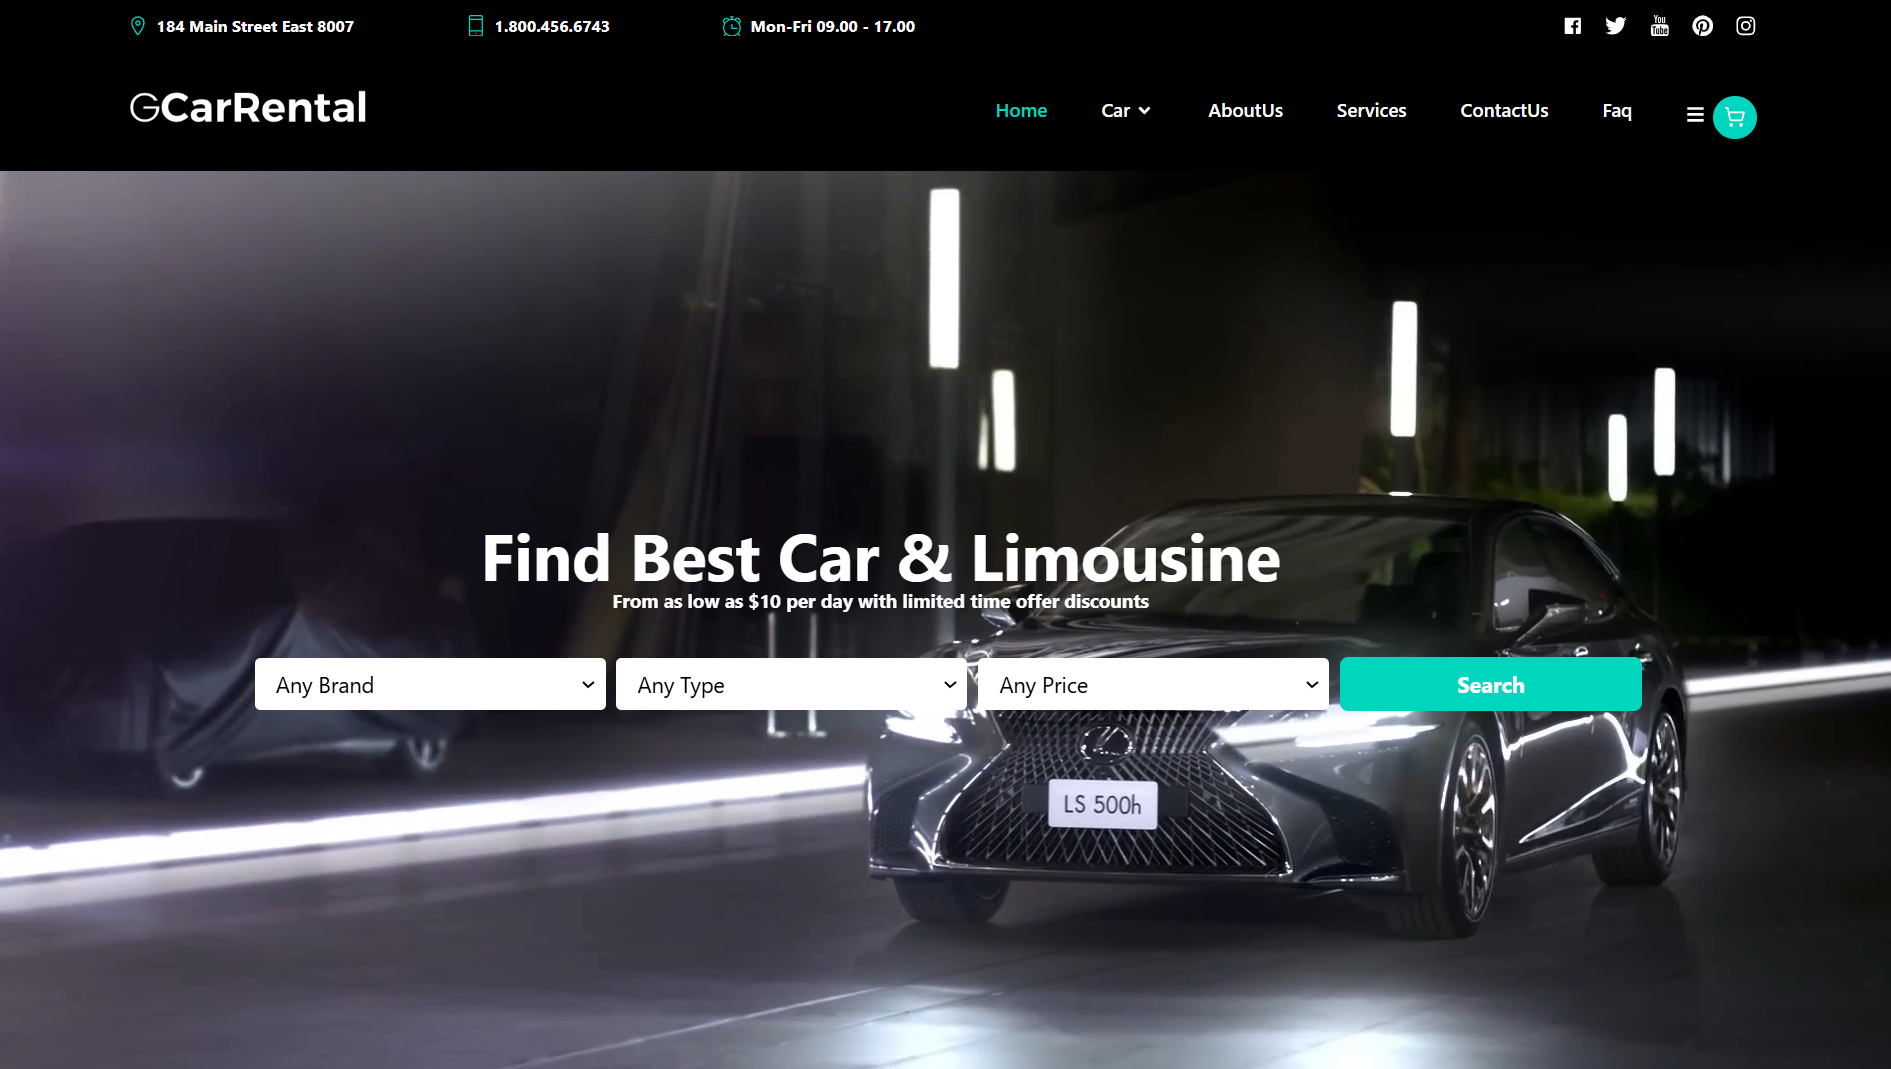 184 Main Street East 8007
1.800.456.6743
Mon-Fri 09.00 - 17.00
You
Tube
GCarRental
Home
Car
AboutUs
Services
ContactUs
Faq
Find Best Car & Limousine
From as low as $10 per day with limited time offer discounts
Any Brand
Any Type
Any Price
Search
LS 500h